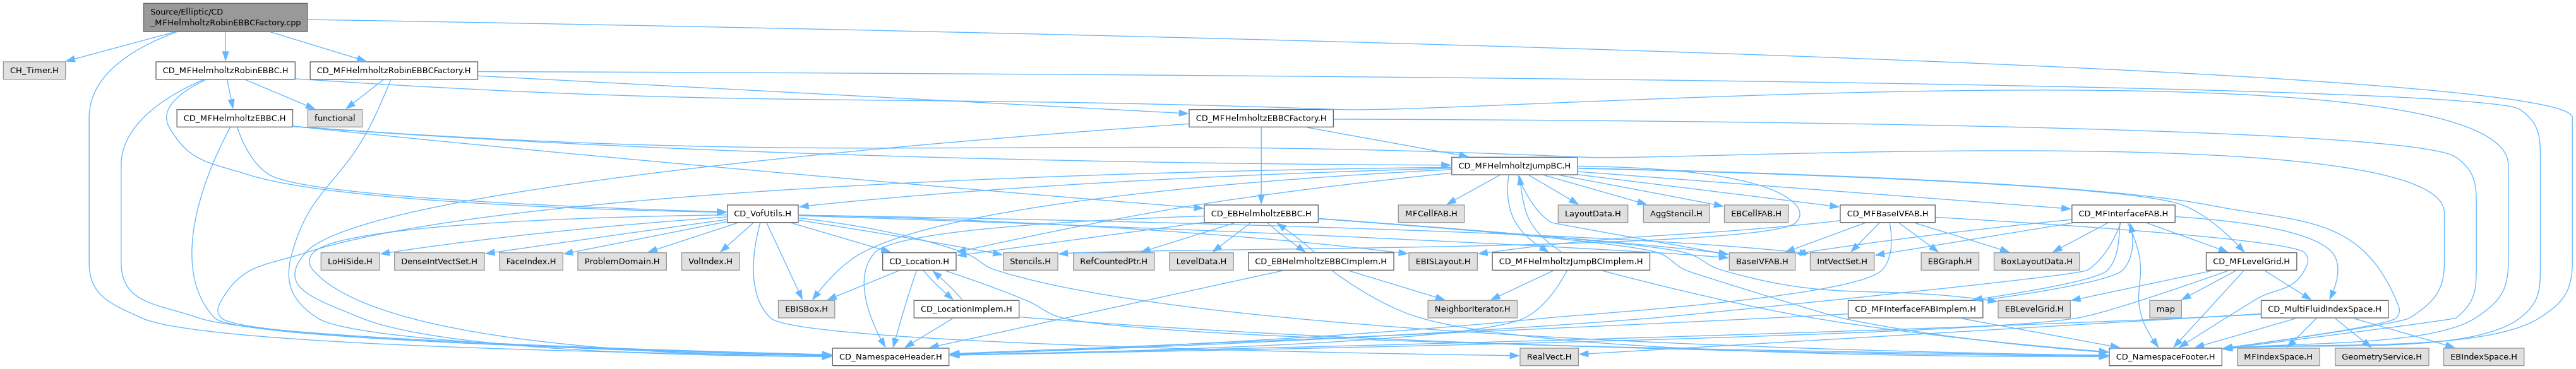 Source/Elliptic/CD
_MFHelmholtzRobinEBBCFactory.cpp
CH_Timer.H
CD_MFHelmholtzRobinEBBC.H
CD_MFHelmholtzRobinEBBCFactory.H
CD_MFHelmholtzEBBC.H
functional
CD_MFHelmholtzEBBCFactory.H
CD_MFHelmholtzJumpBC.H
CD_VofUtils.H
CD_EBHelmholtzEBBC.H
MFCellFAB.H
LayoutData.H
AggStencil.H
EBCellFAB.H
CD_MFBaseIVFAB.H
CD_MFInterfaceFAB.H
LoHiSide.H
DenseIntVectSet.H
FaceIndex.H
ProblemDomain.H
VolIndex.H
CD_Location.H
Stencils.H
RefCountedPtr.H
LevelData.H
CD_EBHelmholtzEBBCImplem.H
EBISLayout.H
CD_MFHelmholtzJumpBCImplem.H
BaseIVFAB.H
IntVectSet.H
EBGraph.H
BoxLayoutData.H
CD_MFLevelGrid.H
EBISBox.H
CD_LocationImplem.H
NeighborIterator.H
CD_MFInterfaceFABImplem.H
EBLevelGrid.H
map
CD_MultiFluidIndexSpace.H
CD_NamespaceHeader.H
RealVect.H
CD_NamespaceFooter.H
MFIndexSpace.H
GeometryService.H
EBIndexSpace.H